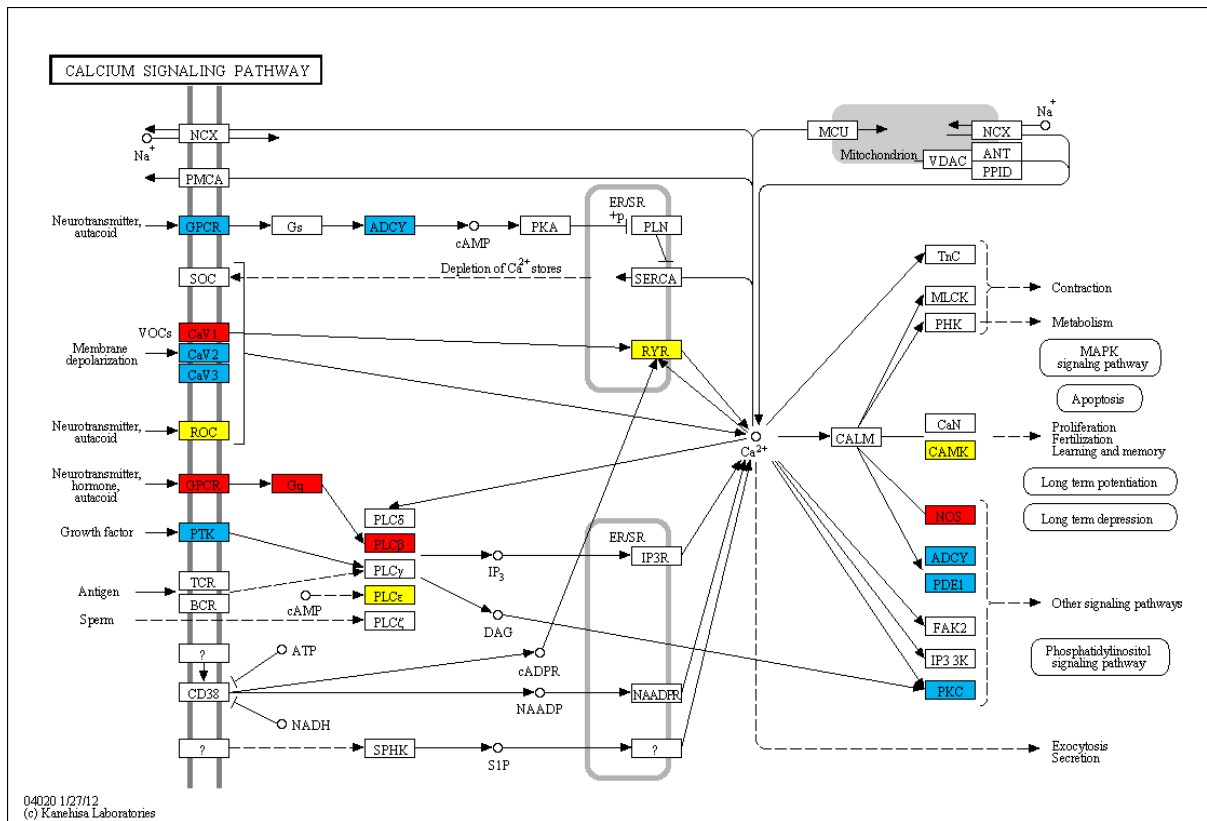 CALCIUM SIGNALING PATHWAY
NCX
Na+
PMCA
MCU
Mitochondrion
NCX
Na+
VDAC
ANT
PPID
Neurotransmitter,
autacoid
GPCR
Gs
ADCY
cAMP
PKA
ER/SR
+p
PLN
SOC
Depletion of Ca2+ stores
SERCA
TnC
MLCK
PHK
Contraction
Metabolism
VOCs
Membrane
depolarization
CaV1
CaV2
CaV3
RYR
MAPK
signalng pathway
Apoptosis
Neurotransmitter,
autacoid
ROC
Ca2+
CALM
CaN
CAMK
Proliferation
Fertilization
Learning and memory
Neurotransmitter,
hormone,
autacoid
GPCR
Gq
Long term potentiation
Long term depression
Growth factor
PTK
PLCδ
PLCβ
PLCγ
PLCε
PLCζ
cAMP
IP3
DAG
ER/SR
IP3R
NOS
ADCY
PDE1
FAK2
IP3 3K
PKC
Other signaling pathways
Phosphatidylinositol
signaling pathway
Antigen
TCR
BCR
Sperm
?
ATP
CD38
NADH
cADPR
NAADP
NAADPR
?
SPHK
S1P
?
Exocytosis
Secretion
04020 1/27/12
(c) Kanehisa Laboratories